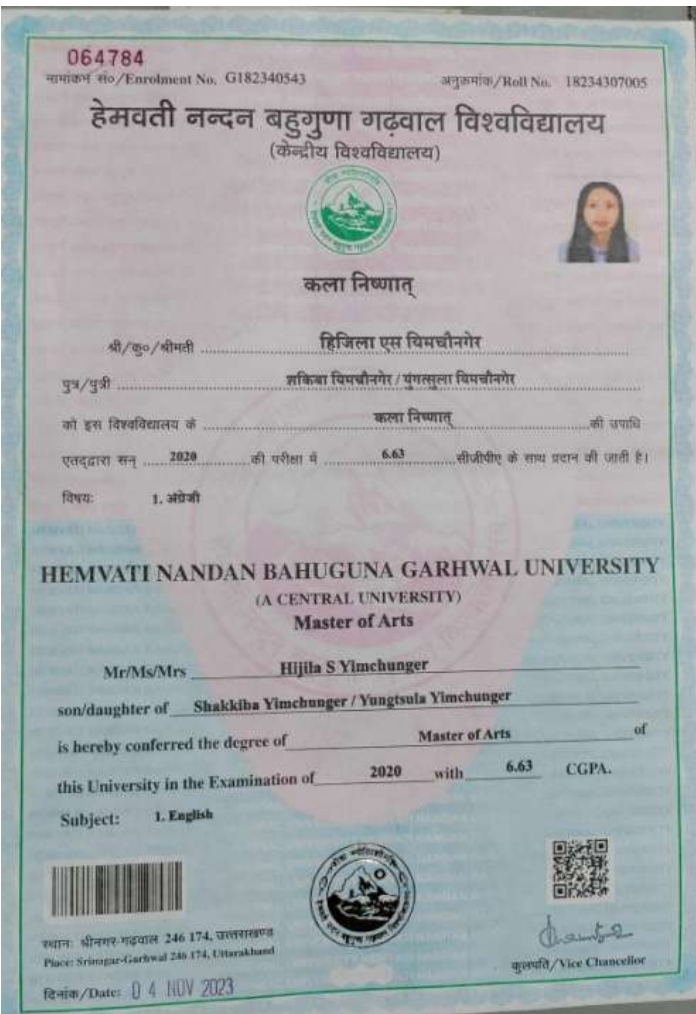 064784
नामांकन सं०/Enrolment No. G182340543 अनुक्रमांक/Roll No. 18234307005
हेमवती नन्दन बहुगुणा गढ़वाल विश्वविद्यालय
(केन्द्रीय विश्वविद्यालय)
कला निष्णात्
श्री/कु०/श्रीमती हिजिला एस यिमचौनगेर
पुत्र/पुत्री शकिबा यिमचौनगेर / युंगत्सुला यिमचौनगेर
को इस विश्वविद्यालय के कला निष्णात् की उपाधि
एतद्द्वारा सन् 2020 की परीक्षा में 6.63 सीजीपीए के साथ प्रदान की जाती है।
विषय: 1. अंग्रेजी
HEMVATI NANDAN BAHUGUNA GARHWAL UNIVERSITY
(A CENTRAL UNIVERSITY)
Master of Arts
Mr/Ms/Mrs Hijila S Yimchunger
son/daughter of Shakkiba Yimchunger / Yungtsula Yimchunger
is hereby conferred the degree of Master of Arts of
this University in the Examination of 2020 with 6.63 CGPA.
Subject: 1. English
स्थान: श्रीनगर-गढ़वाल 246 174, उत्तराखण्ड
Place: Srinagar-Garhwal 246 174, Uttarakhand
कुलपति/Vice Chancellor
दिनांक/Date: 04 NOV 2023